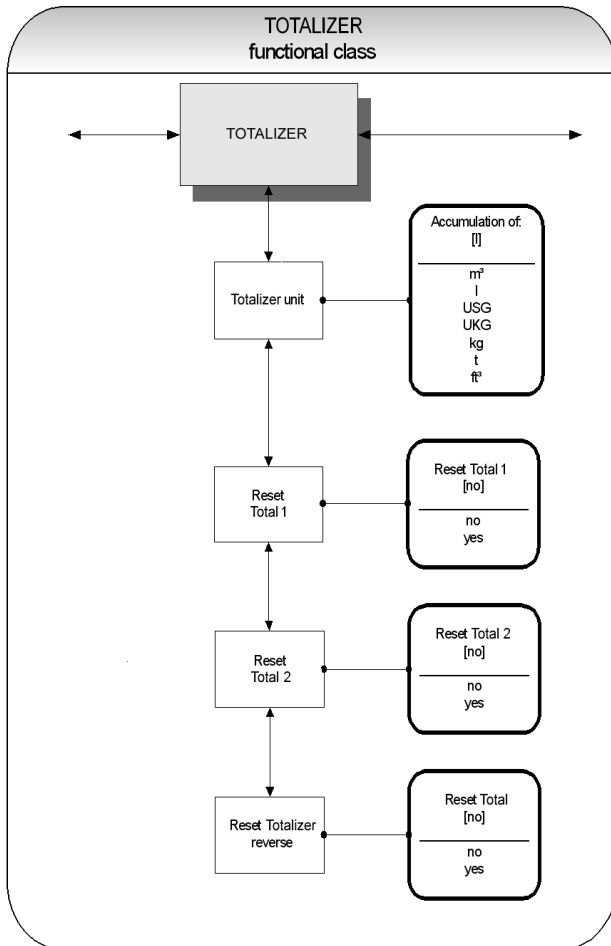 TOTALIZER
functional class
TOTALIZER
Accumulation of:
[l]
m³
l
USG
UKG
kg
t
ft³
Totalizer unit
Reset Total 1
[no]
no
yes
Reset
Total 1
Reset Total 2
[no]
no
yes
Reset
Total 2
Reset Total
[no]
no
yes
Reset Totalizer
reverse